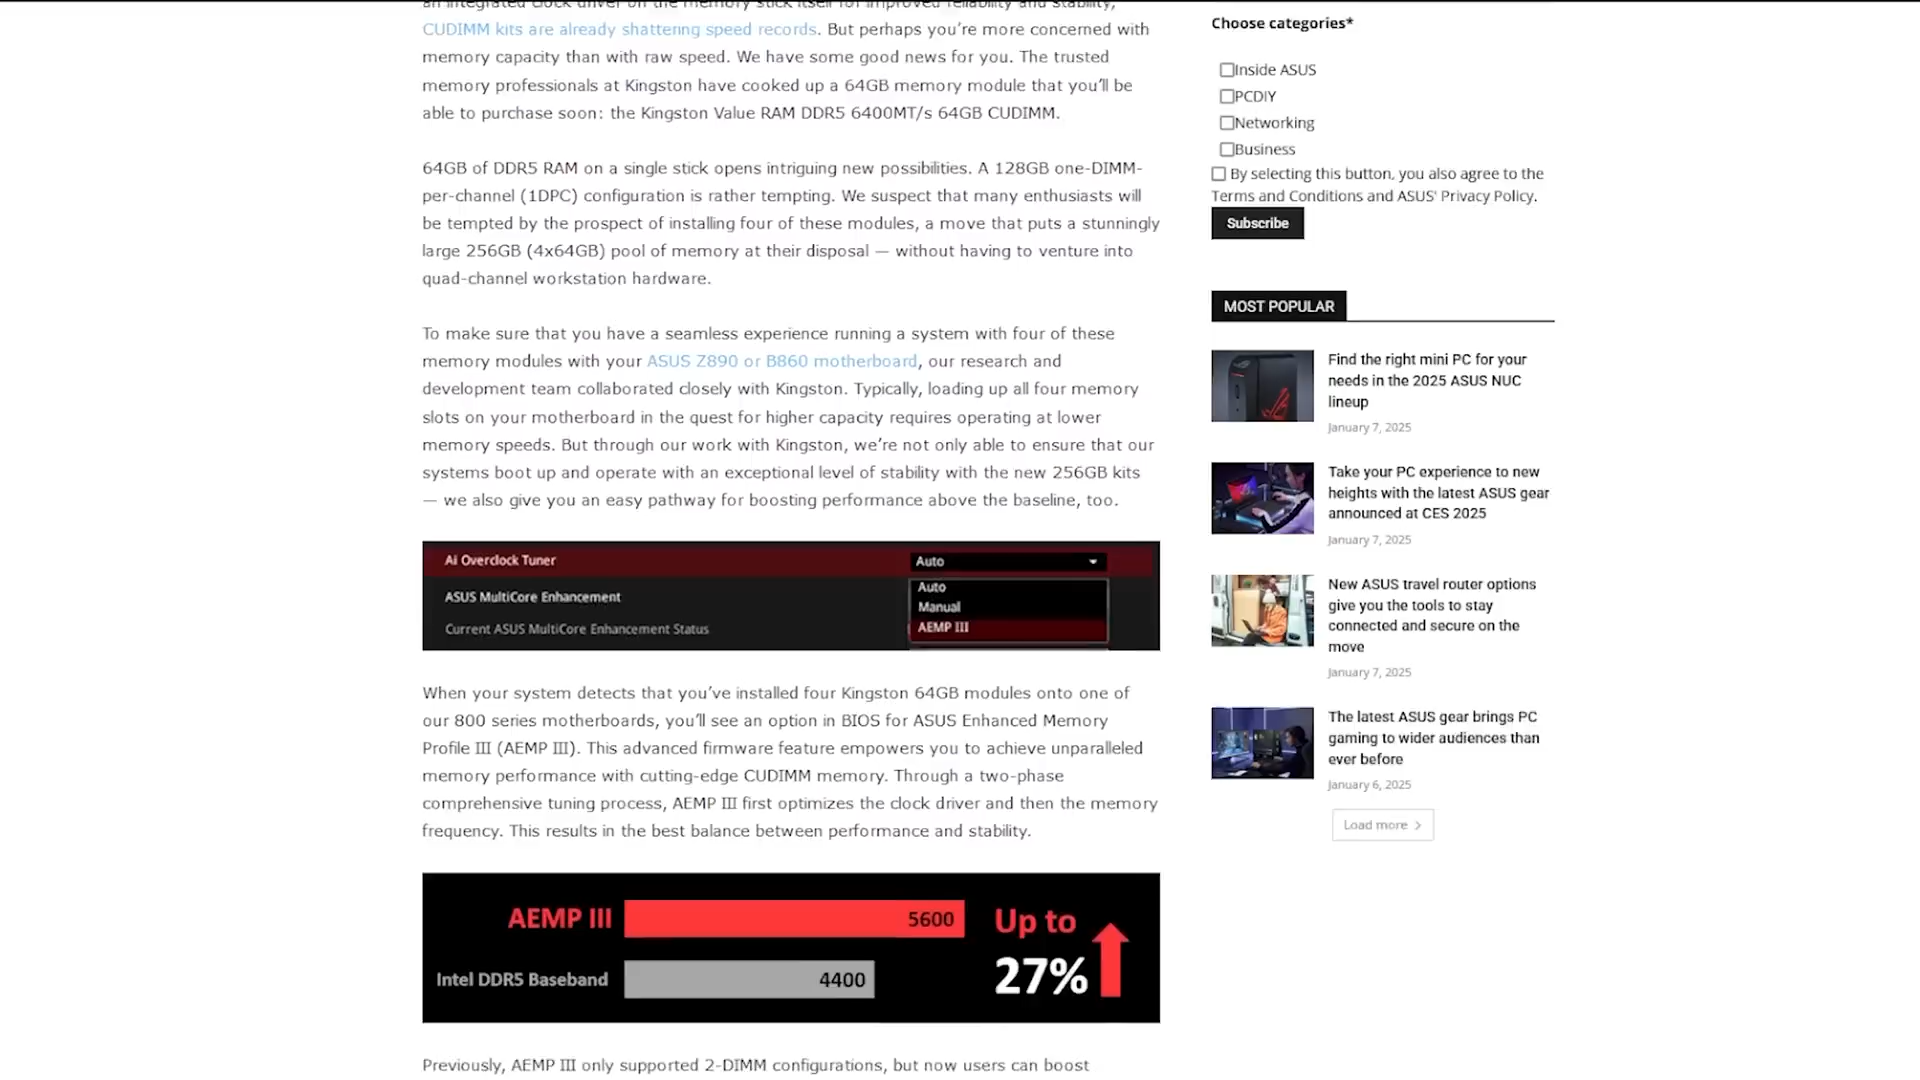 an integrated clock driver on the memory stick itself for improved reliability and stability,
CUDIMM kits are already shattering speed records. But perhaps you’re more concerned with
memory capacity than with raw speed. We have some good news for you. The trusted
memory professionals at Kingston have cooked up a 64GB memory module that you’ll be
able to purchase soon: the Kingston Value RAM DDR5 6400MT/s 64GB CUDIMM.
64GB of DDR5 RAM on a single stick opens intriguing new possibilities. A 128GB one-DIMM-
per-channel (1DPC) configuration is rather tempting. We suspect that many enthusiasts will
be tempted by the prospect of installing four of these modules, a move that puts a stunningly
large 256GB (4x64GB) pool of memory at their disposal — without having to venture into
quad-channel workstation hardware.
To make sure that you have a seamless experience running a system with four of these
memory modules with your ASUS Z890 or B860 motherboard, our research and
development team collaborated closely with Kingston. Typically, loading up all four memory
slots on your motherboard in the quest for higher capacity requires operating at lower
memory speeds. But through our work with Kingston, we’re not only able to ensure that our
systems boot up and operate with an exceptional level of stability with the new 256GB kits
— we also give you an easy pathway for boosting performance above the baseline, too.
Ai Overclock Tuner
Auto
ASUS MultiCore Enhancement
Current ASUS MultiCore Enhancement Status
Auto
Manual
AEMP III
When your system detects that you’ve installed four Kingston 64GB modules onto one of
our 800 series motherboards, you’ll see an option in BIOS for ASUS Enhanced Memory
Profile III (AEMP III). This advanced firmware feature empowers you to achieve unparalleled
memory performance with cutting-edge CUDIMM memory. Through a two-phase
comprehensive tuning process, AEMP III first optimizes the clock driver and then the memory
frequency. This results in the best balance between performance and stability.
AEMP III
5600
Intel DDR5 Baseband
4400
Up to
27%
Previously, AEMP III only supported 2-DIMM configurations, but now users can boost
Choose categories*
Inside ASUS
PCDIY
Networking
Business
By selecting this button, you also agree to the
Terms and Conditions and ASUS' Privacy Policy.
Subscribe
MOST POPULAR
Find the right mini PC for your
needs in the 2025 ASUS NUC
lineup
January 7, 2025
Take your PC experience to new
heights with the latest ASUS gear
announced at CES 2025
January 7, 2025
New ASUS travel router options
give you the tools to stay
connected and secure on the
move
January 7, 2025
The latest ASUS gear brings PC
gaming to wider audiences than
ever before
January 6, 2025
Load more >